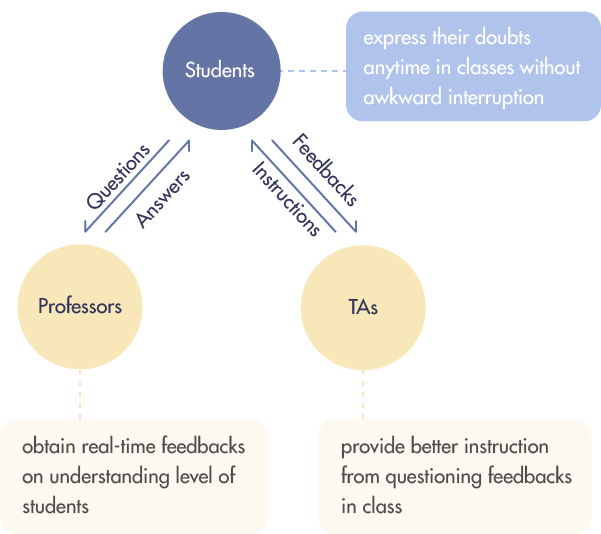 Students
express their doubts
anytime in classes without
awkward interruption
Questions
Answers
Feedbacks
Instructions
Professors
TAs
obtain real-time feedbacks
on understanding level of
students
provide better instruction
from questioning feedbacks
in class